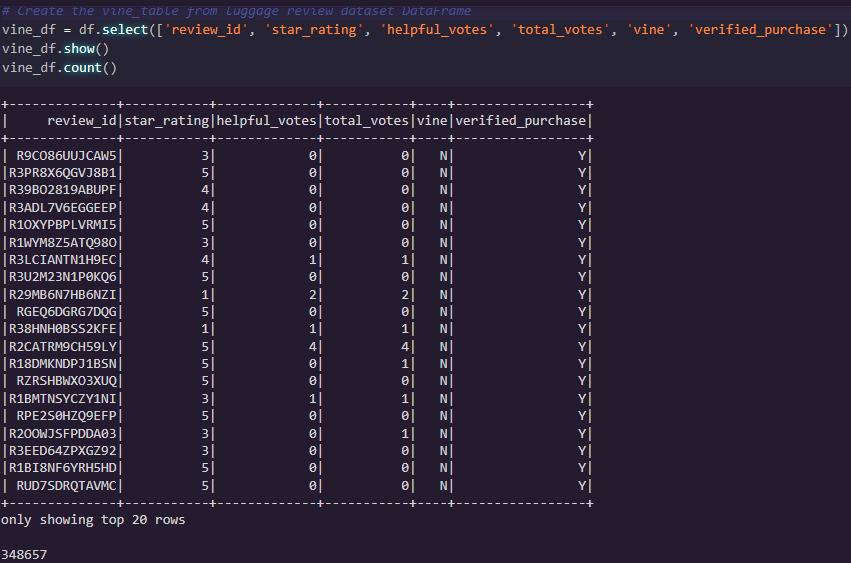 # Create the vine_table from luggage review dataset DataFrame
vine_df = df.select(['review_id', 'star_rating', 'helpful_votes', 'total_votes', 'vine', 'verified_purchase'])
vine_df.show()
vine_df.count()
+--------------+-----------+-------------+-----------+----+-----------------+
|     review_id|star_rating|helpful_votes|total_votes|vine|verified_purchase|
+--------------+-----------+-------------+-----------+----+-----------------+
| R9CO86UUJCAW5|          3|            0|          0|   N|                Y|
|R3PR8X6QGVJ8B1|          5|            0|          0|   N|                Y|
|R39BO2819ABUPF|          4|            0|          0|   N|                Y|
|R3ADL7V6EGGEEP|          4|            0|          0|   N|                Y|
|R1OXYPBPLVRMI5|          5|            0|          0|   N|                Y|
|R1WYM8Z5ATQ98O|          3|            0|          0|   N|                Y|
|R3LCIANTN1H9EC|          4|            1|          1|   N|                Y|
|R3U2M23N1P0KQ6|          5|            0|          0|   N|                Y|
|R29MB6N7HB6NZI|          1|            2|          2|   N|                Y|
| RGEQ6DGRG7DQG|          5|            0|          0|   N|                Y|
|R38HNH0BSS2KFE|          1|            1|          1|   N|                Y|
|R2CATRM9CH59LY|          5|            4|          4|   N|                Y|
|R18DMKNDPJ1BSN|          5|            0|          1|   N|                Y|
| RZRSHBWXO3XUQ|          5|            0|          0|   N|                Y|
|R1BMTNSYCZY1NI|          3|            1|          1|   N|                Y|
| RPE2S0HZQ9EFP|          5|            0|          0|   N|                Y|
|R2OOWJSFPDDA03|          3|            0|          1|   N|                Y|
|R3EED64ZPXGZ92|          3|            0|          0|   N|                Y|
|R1BI8NF6YRH5HD|          5|            0|          0|   N|                Y|
| RUD7SDRQTAVMC|          5|            0|          0|   N|                Y|
+--------------+-----------+-------------+-----------+----+-----------------+
only showing top 20 rows
348657